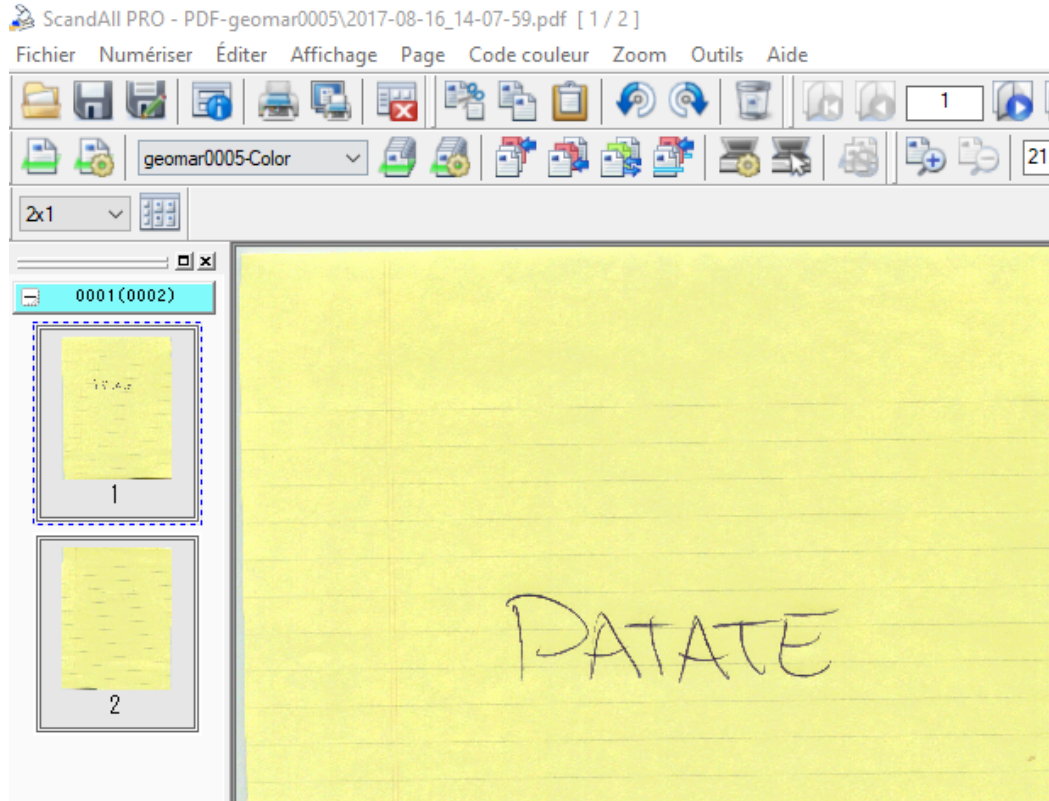 ScandAll PRO - PDF-geomar0005\2017-08-16_14-07-59.pdf [ 1 / 2 ]
Fichier Numériser Éditer Affichage Page Code couleur Zoom Outils Aide
1
geomar0005-Color
21
2x1
0001(0002)
1
2
PATATE